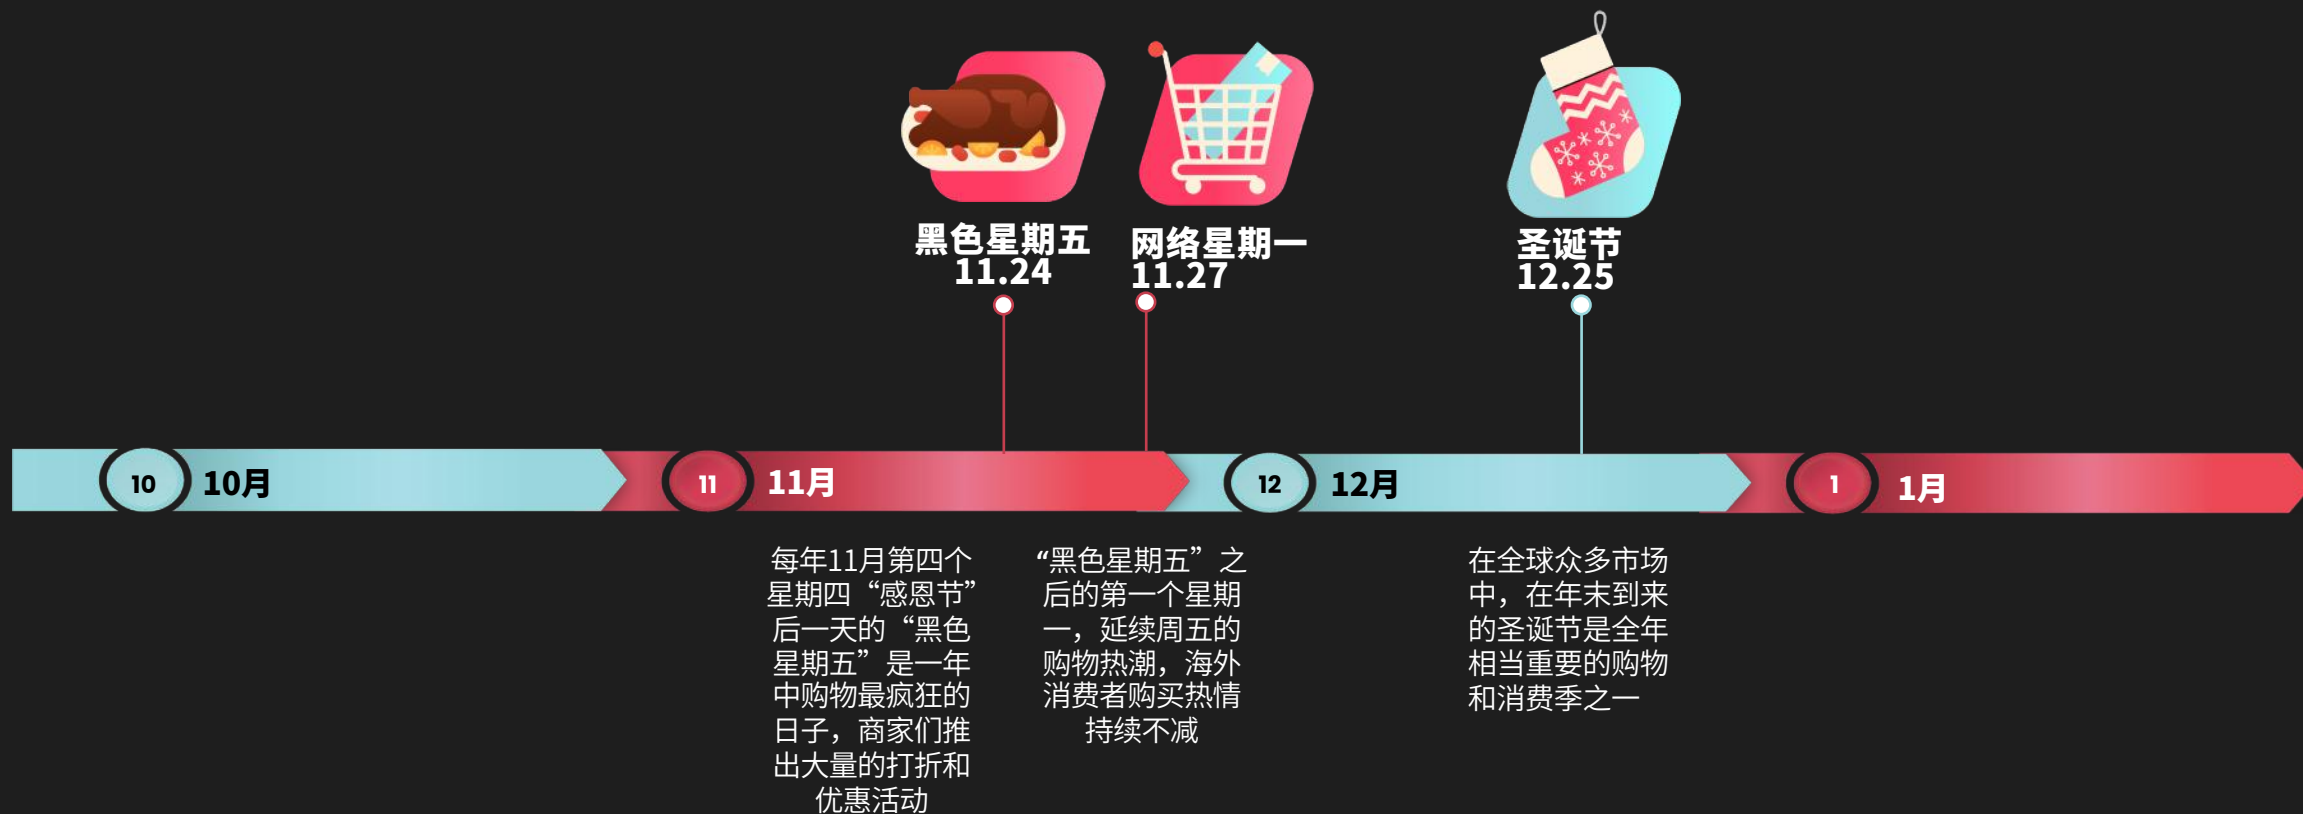 黑色星期五
11.24
网络星期一
11.27
圣诞节
12.25
10
10月
11
11月
12
12月
1
1月
每年11月第四个
星期四“感恩节”
后一天的“黑色
星期五”是一年
中购物最疯狂的
日子，商家们推
出大量的打折和
优惠活动
“黑色星期五”之
后的第一个星期
一，延续周五的
购物热潮，海外
消费者购买热情
持续不减
在全球众多市场
中，在年末到来
的圣诞节是全年
相当重要的购物
和消费季之一